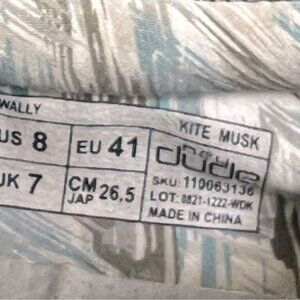 WALLY KITE MUSK
US 8 EU 41 hey dude
UK 7 CM JAP 26.5 SKU: 110063136
LOT: 0821-1222-WDK
MADE IN CHINA